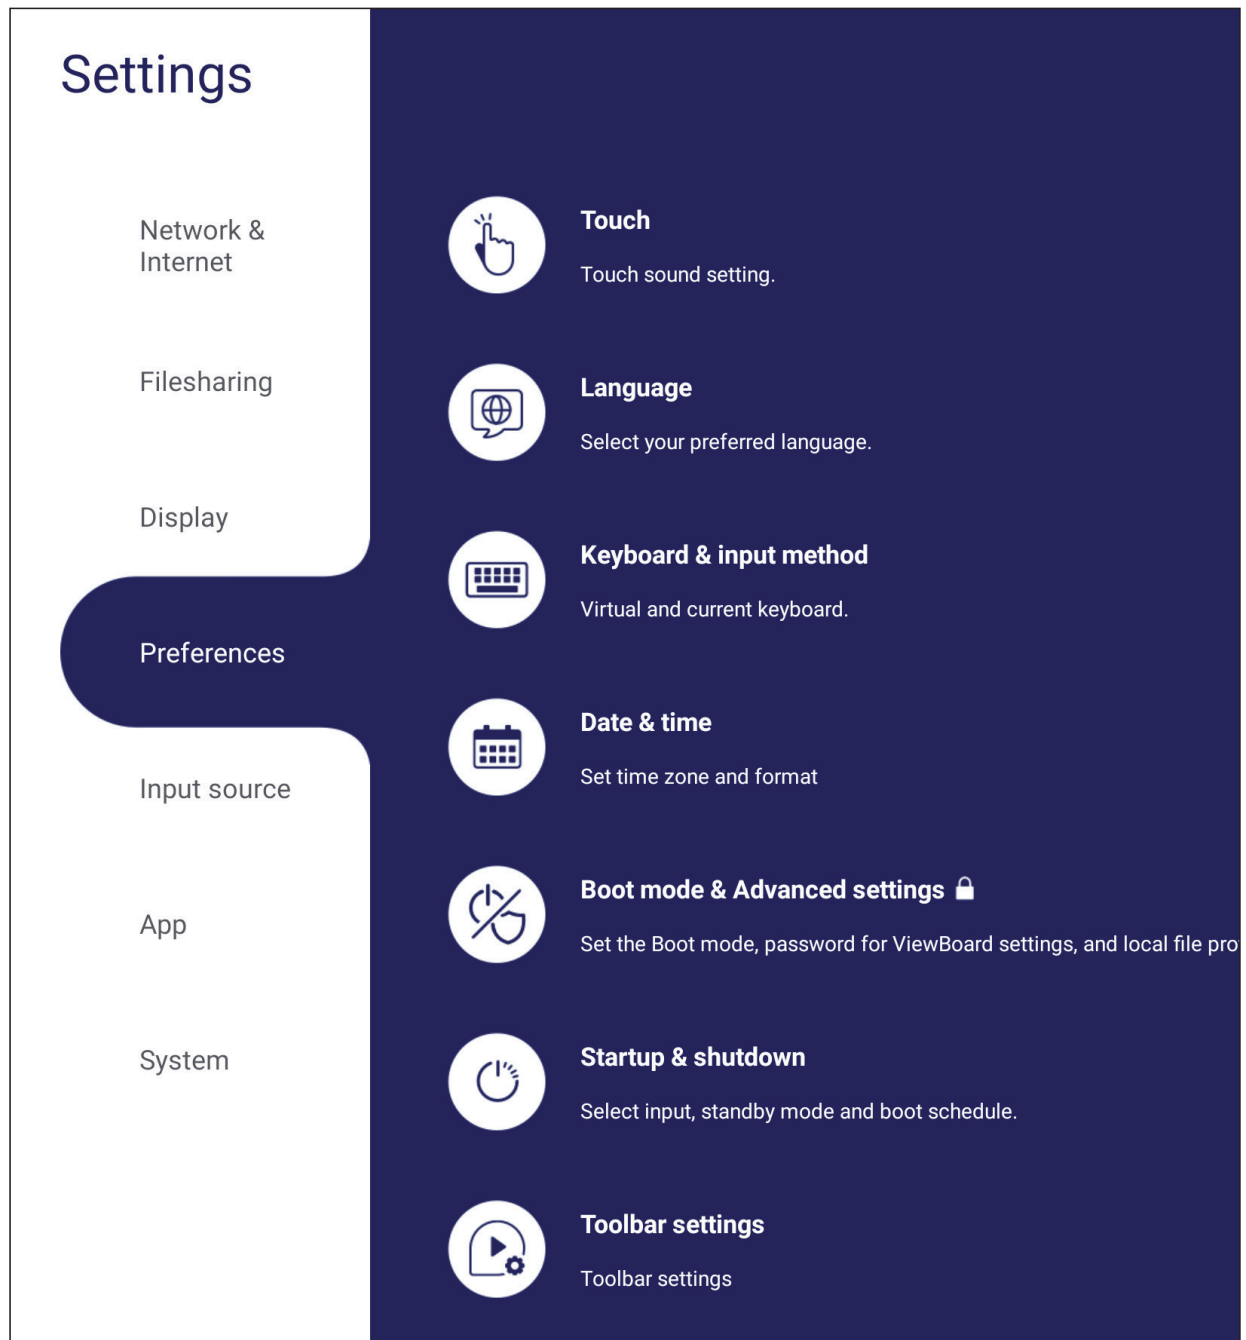 Settings
Network &
Internet
Filesharing
Display
Preferences
Input source
App
System
Touch
Touch sound setting.
Language
Select your preferred language.
Keyboard & input method
Virtual and current keyboard.
Date & time
Set time zone and format
Boot mode & Advanced settings
Set the Boot mode, password for ViewBoard settings, and local file pro
Startup & shutdown
Select input, standby mode and boot schedule.
Toolbar settings
Toolbar settings